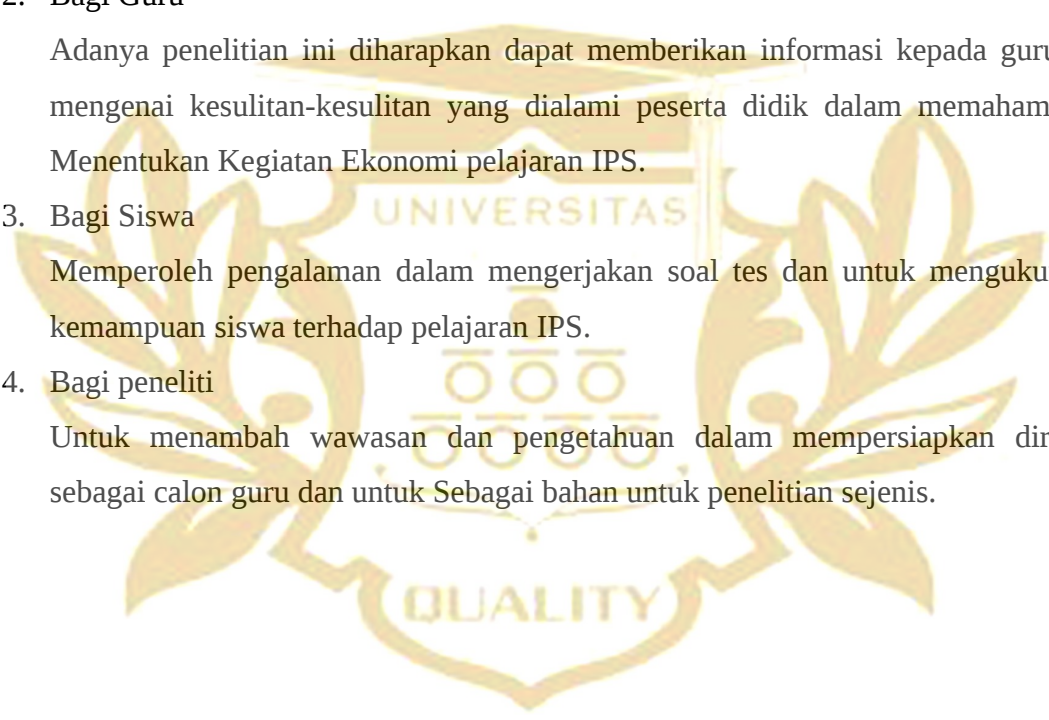 2. Bagi Guru
Adanya penelitian ini diharapkan dapat memberikan informasi kepada guru
mengenai kesulitan-kesulitan yang dialami peserta didik dalam memaham
Menentukan Kegiatan Ekonomi pelajaran IPS.
UNIVERSITAS
3. Bagi Siswa
Memperoleh pengalaman dalam mengerjakan soal tes dan untuk menguku
kemampuan siswa terhadap pelajaran IPS.
4. Bagi peneliti
Untuk menambah wawasan dan pengetahuan dalam mempersiapkan dir
sebagai calon guru dan untuk Sebagai bahan untuk penelitian sejenis.
QUALITY